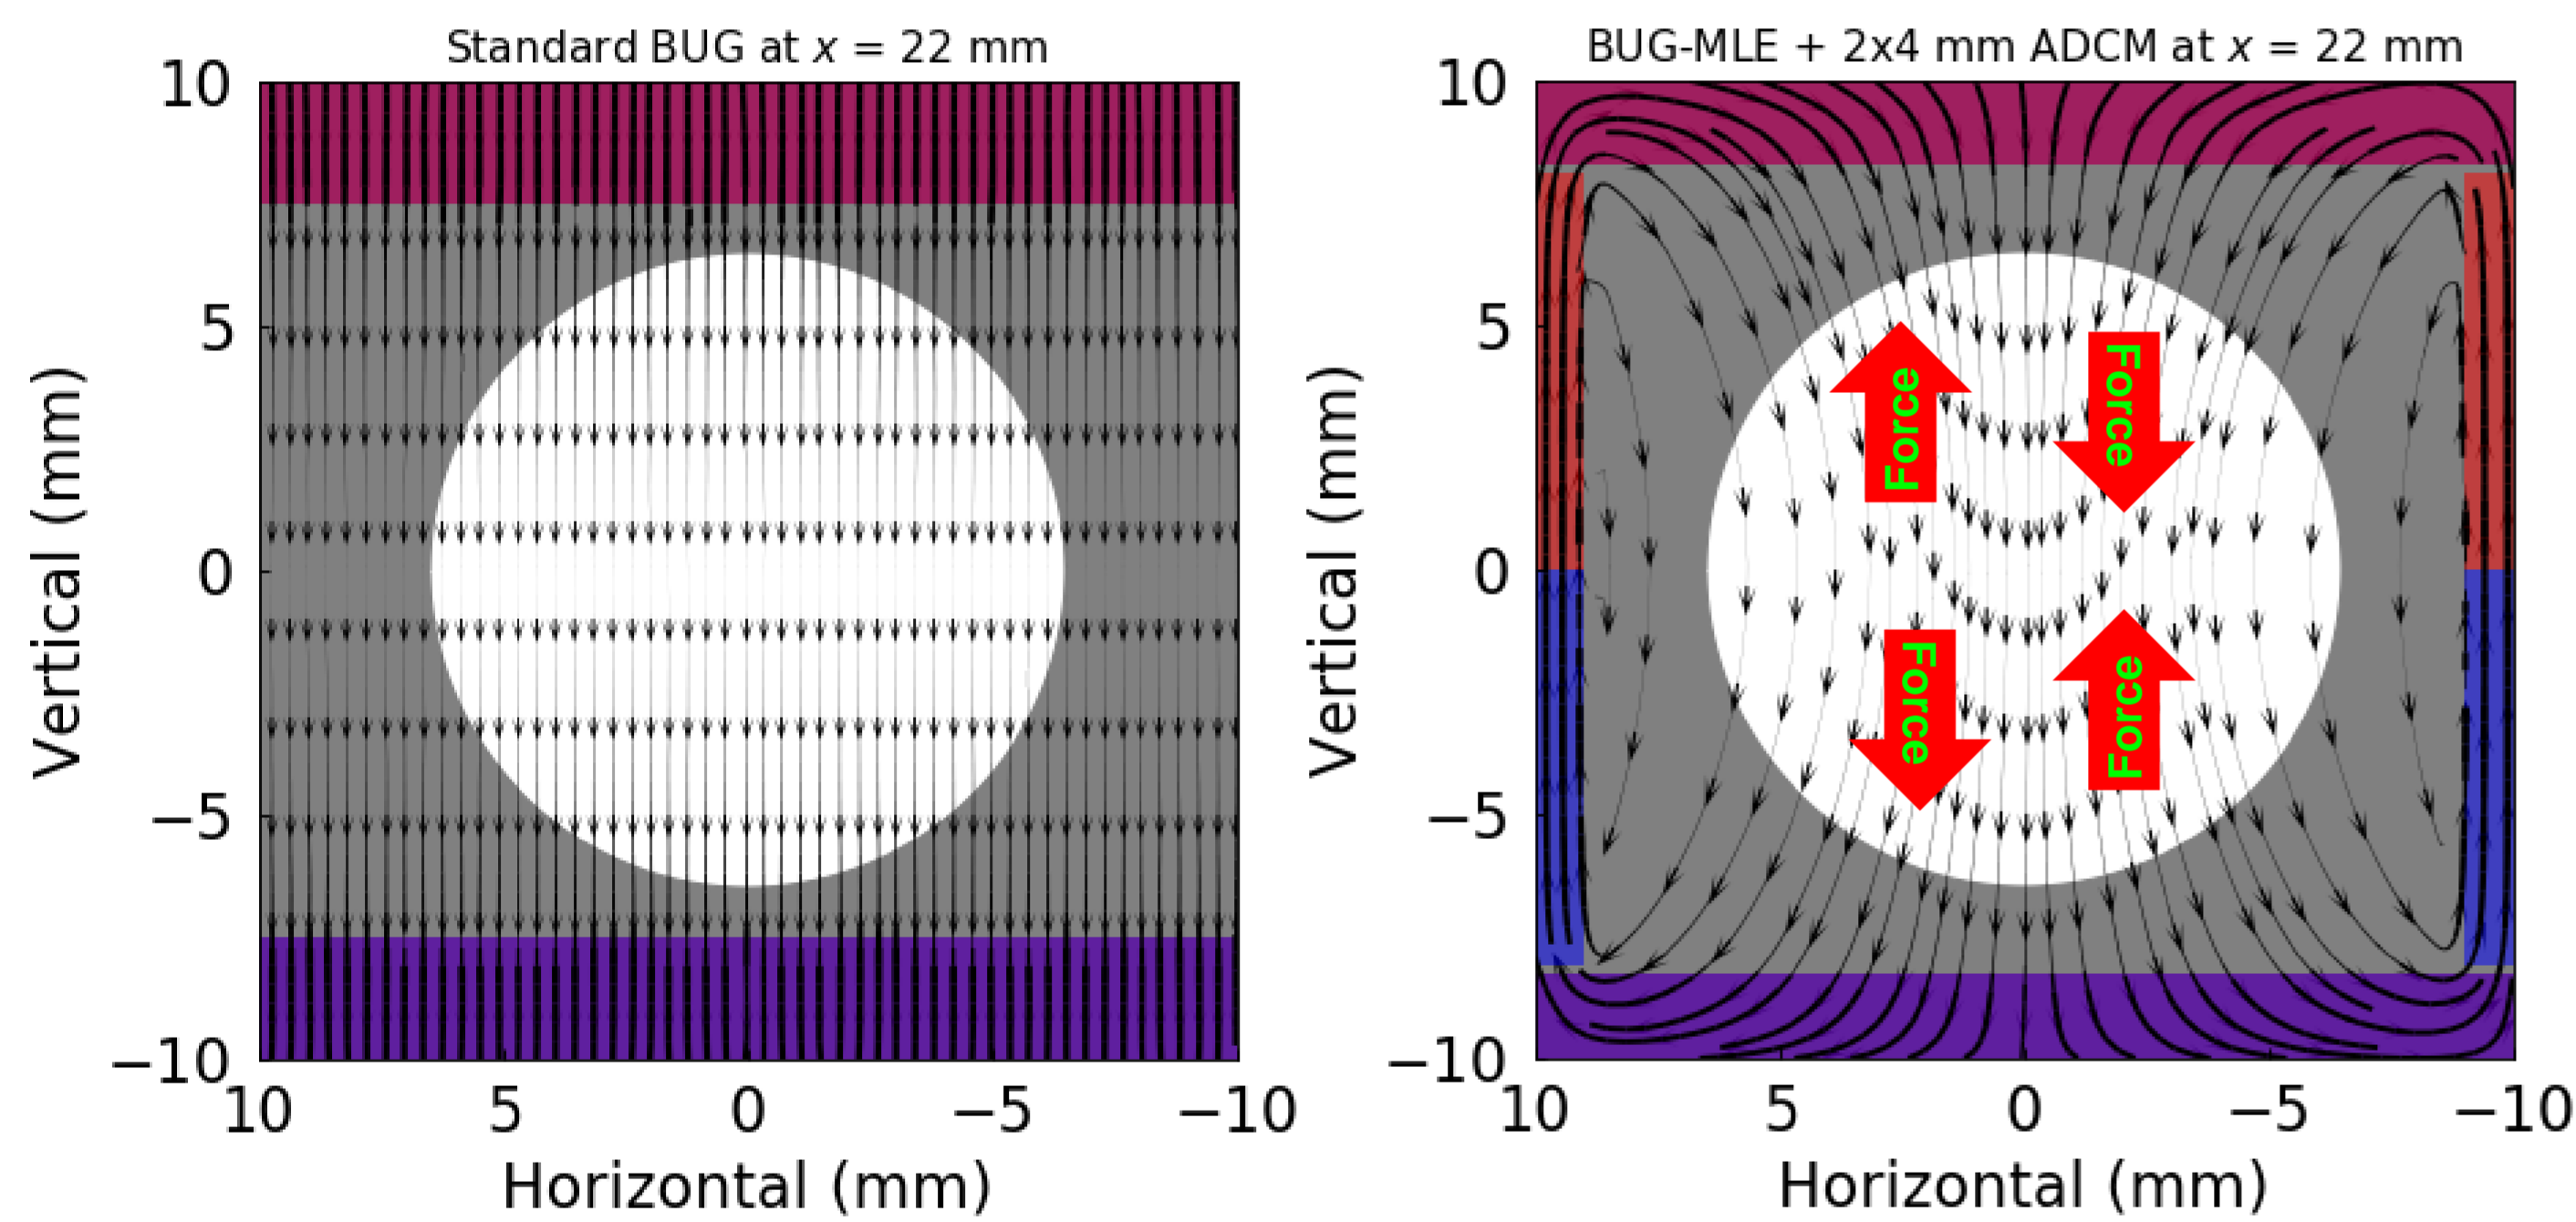 Standard BUG at x = 22 mm
10
5
0
−5
−10
Vertical (mm)
10 5 0 −5 −10
Horizontal (mm)
BUG-MLE + 2x4 mm ADCM at x = 22 mm
10
5
0
−5
−10
Vertical (mm)
Force
Force
Force
Force
10 5 0 −5 −10
Horizontal (mm)